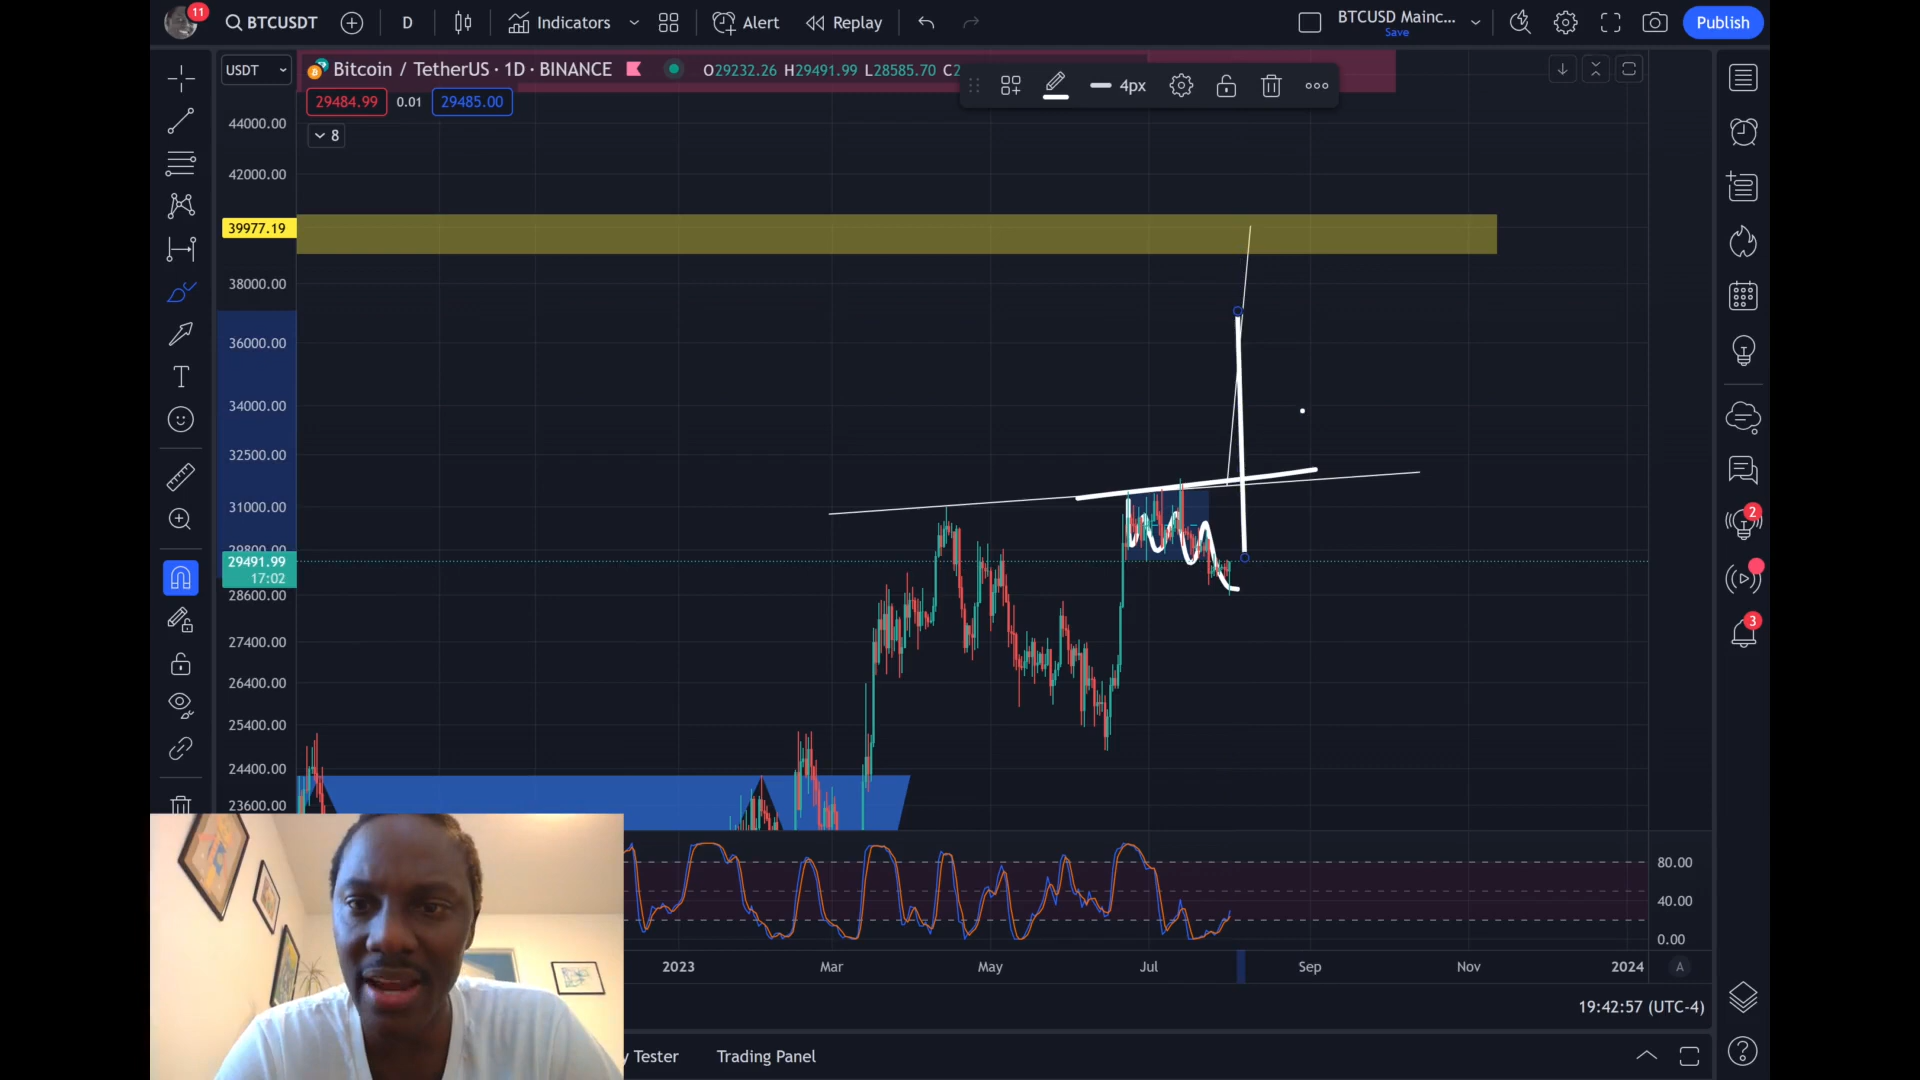 11
BTCUSDT
D
Indicators
Alert
Replay
BTCUSD Mainc...
Save
Publish
USDT
Bitcoin / TetherUS · 1D · BINANCE
O29232.26 H29491.99 L28585.70 C2
4px
29484.99
0.01
29485.00
8
44000.00
42000.00
39977.19
38000.00
36000.00
34000.00
32500.00
31000.00
29800.00
29491.99
17:02
28600.00
27400.00
26400.00
25400.00
24400.00
23600.00
2
3
80.00
40.00
0.00
2023
Mar
May
Jul
Sep
Nov
2024
A
19:42:57 (UTC-4)
y Tester
Trading Panel